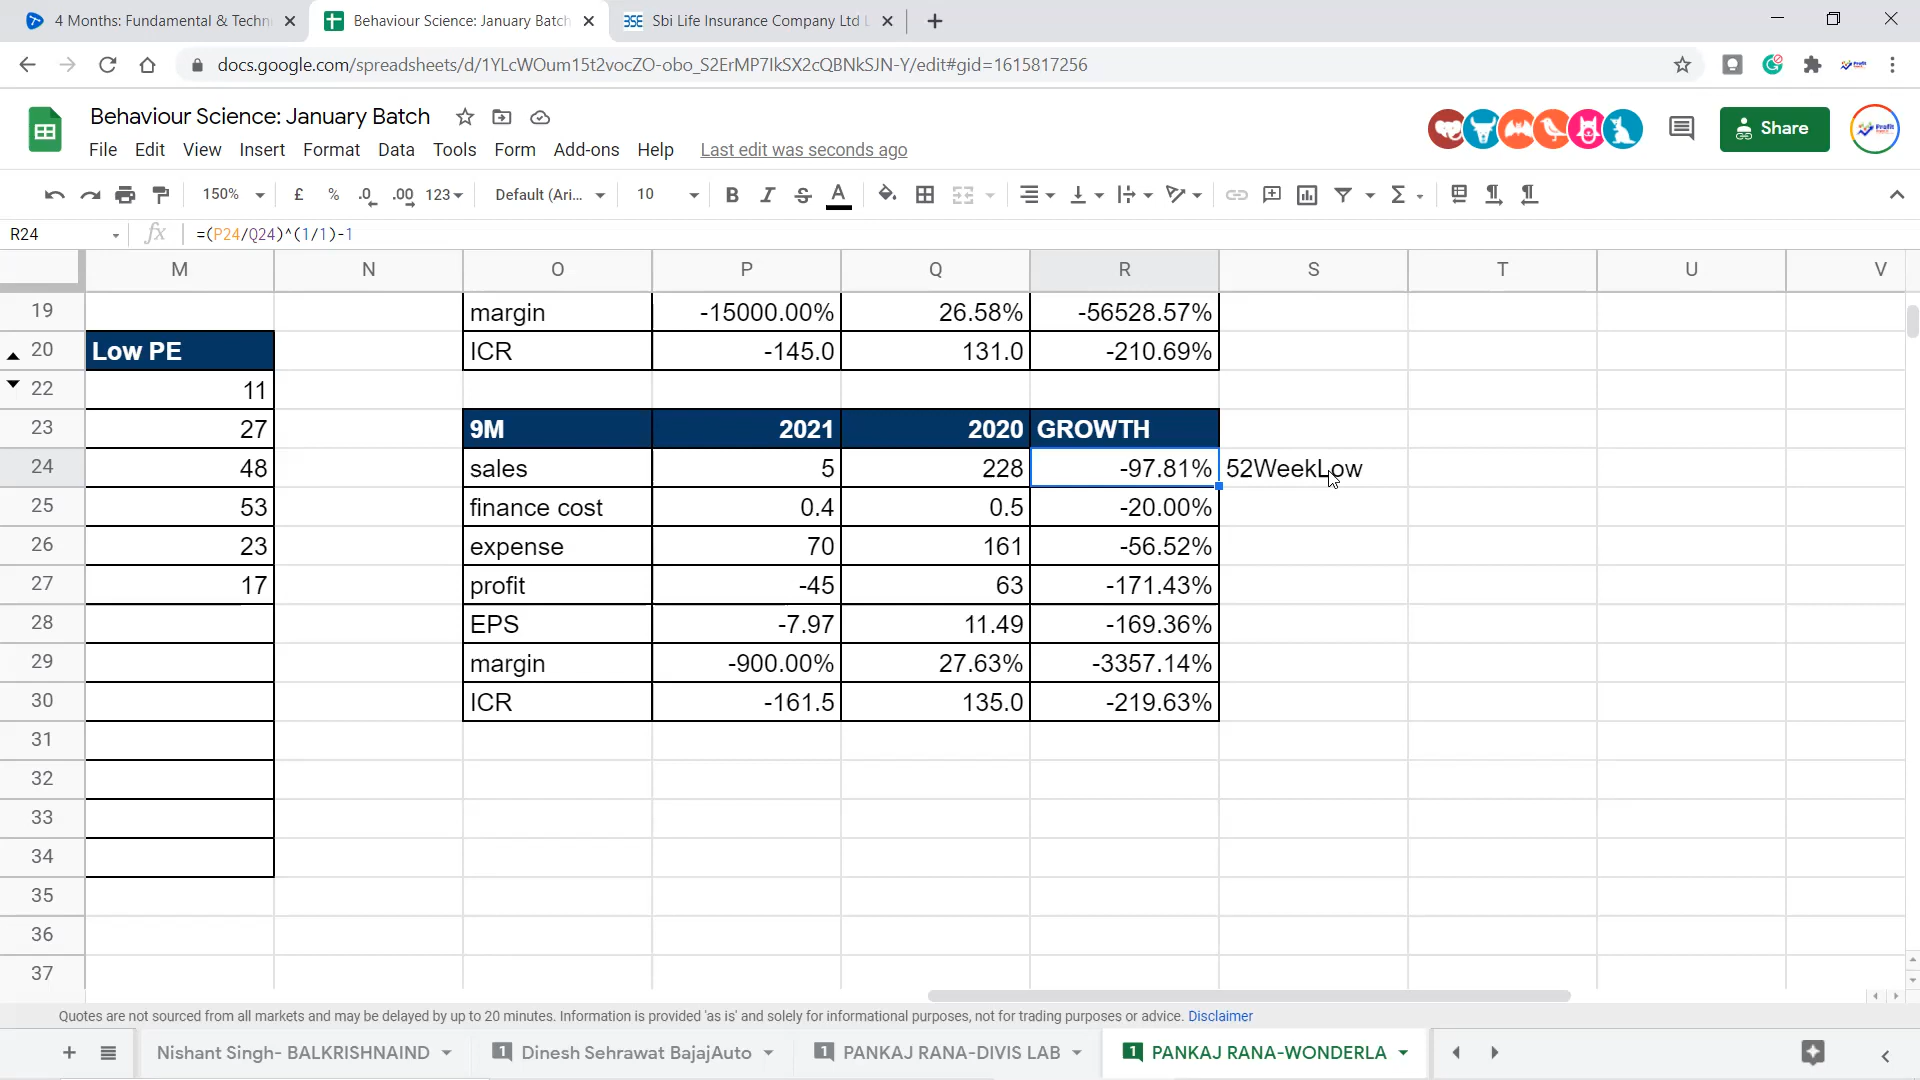 4 Months: Fundamental & Techn
Behaviour Science: January Batch
Sbi Life Insurance Company Ltd L
docs.google.com/spreadsheets/d/1YLcWOum15t2vocZO-obo_S2ErMP7IkSX2cQBNkSJN-Y/edit#gid=1615817256
Behaviour Science: January Batch
Share
File Edit View Insert Format Data Tools Form Add-ons Help Last edit was seconds ago
150% £ % .0 .00 123 Default (Ari... 10 B I S A Σ
R24 fx =(P24/Q24)^(1/1)-1
M N O P Q R S T U V
19 margin -15000.00% 26.58% -56528.57%
20 Low PE ICR -145.0 131.0 -210.69%
22 11
23 27 9M 2021 2020 GROWTH
24 48 sales 5 228 -97.81% 52WeekLow
25 53 finance cost 0.4 0.5 -20.00%
26 23 expense 70 161 -56.52%
27 17 profit -45 63 -171.43%
28 EPS -7.97 11.49 -169.36%
29 margin -900.00% 27.63% -3357.14%
30 ICR -161.5 135.0 -219.63%
31
32
33
34
35
36
37
Quotes are not sourced from all markets and may be delayed by up to 20 minutes. Information is provided 'as is' and solely for informational purposes, not for trading purposes or advice. Disclaimer
Nishant Singh- BALKRISHNAIND 1 Dinesh Sehrawat BajajAuto 1 PANKAJ RANA-DIVIS LAB 1 PANKAJ RANA-WONDERLA